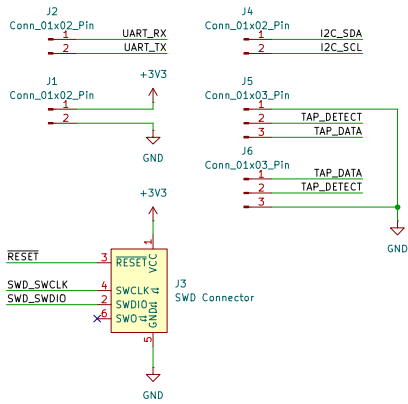 J2
Conn_01x02_Pin
1 UART_RX
2 UART_TX
J4
Conn_01x02_Pin
1 I2C_SDA
2 I2C_SCL
J1
Conn_01x02_Pin
1
2
+3V3
GND
J5
Conn_01x03_Pin
1
2 TAP_DETECT
3 TAP_DATA
J6
Conn_01x03_Pin
1 TAP_DATA
2 TAP_DETECT
3
GND
+3V3
1
VCC
RESET 3 RESET
SWD_SWCLK 4 SWCLK
SWD_SWDIO 2 SWDIO
6 SWO
GND
5
J3
SWD Connector
GND